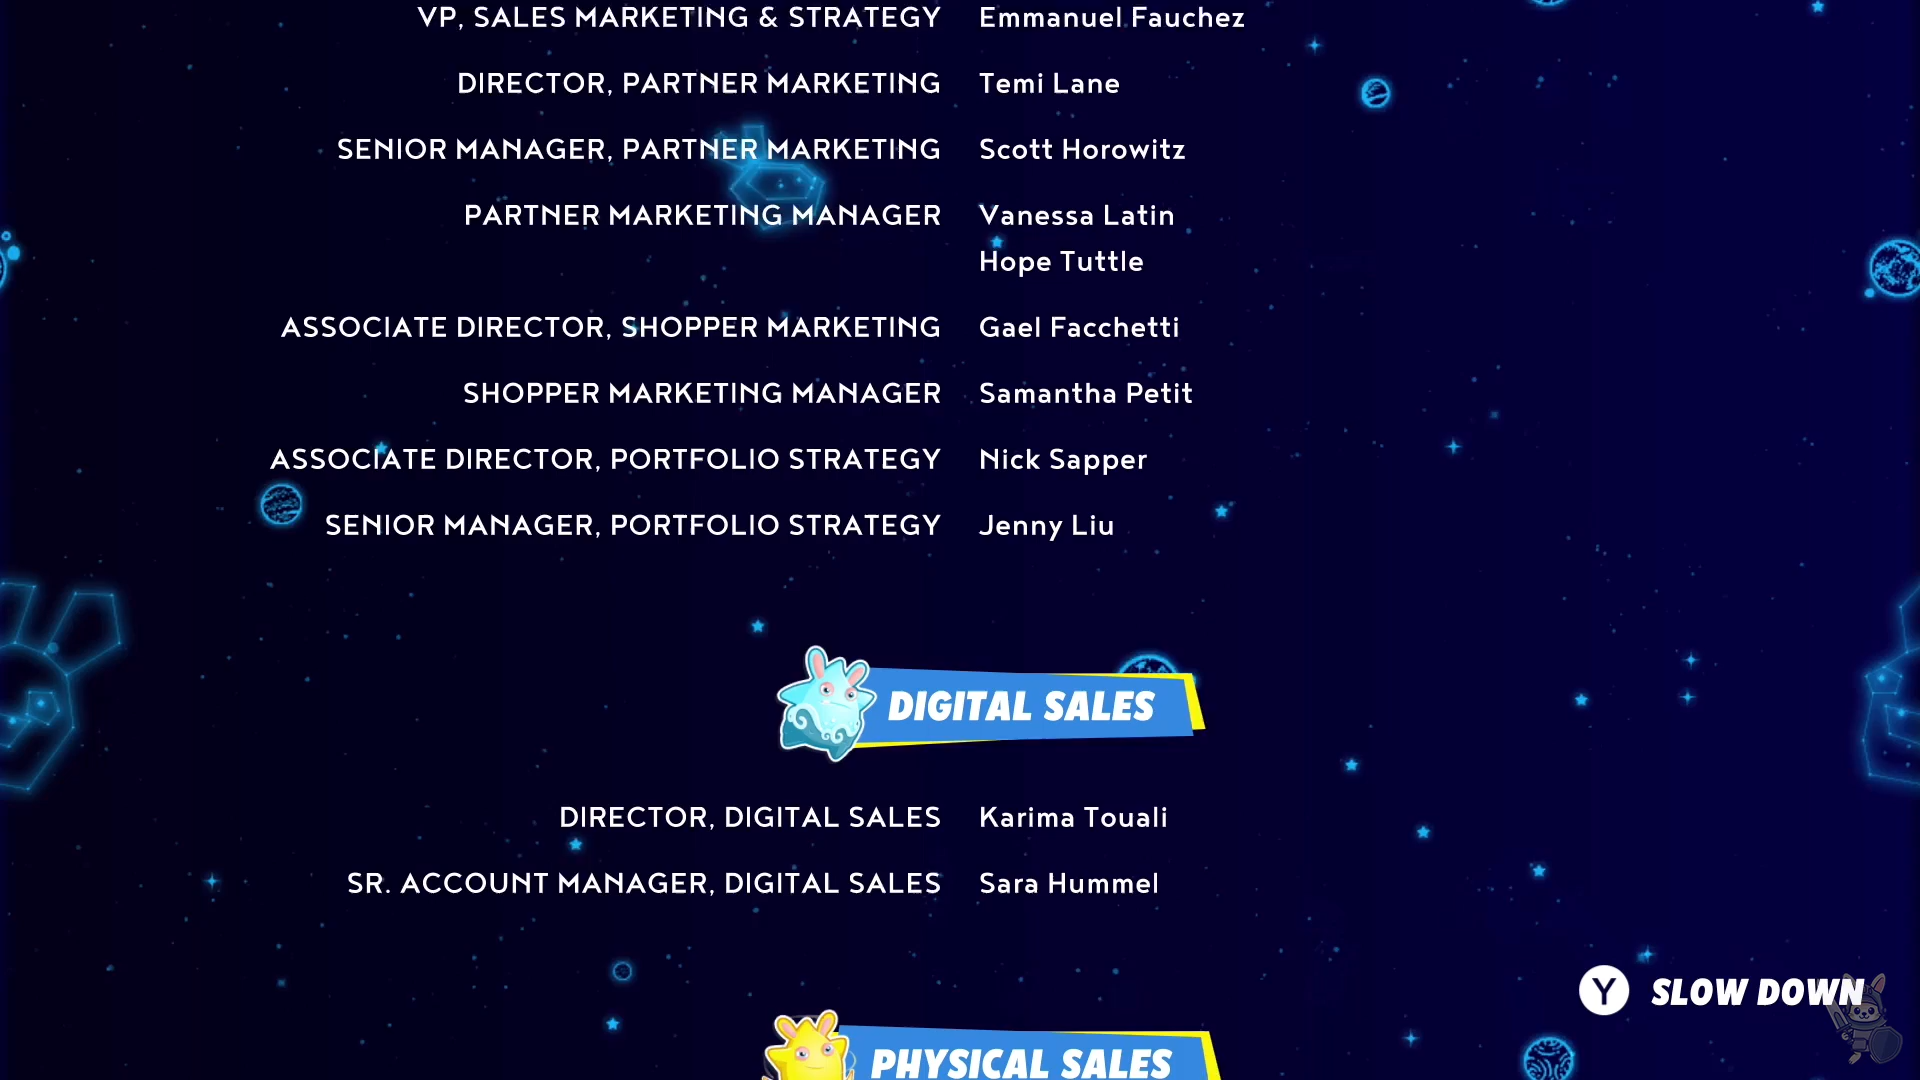 VP, SALES MARKETING & STRATEGY Emmanuel Fauchez
DIRECTOR, PARTNER MARKETING Temi Lane
SENIOR MANAGER, PARTNER MARKETING Scott Horowitz
PARTNER MARKETING MANAGER Vanessa Latin
Hope Tuttle
ASSOCIATE DIRECTOR, SHOPPER MARKETING Gael Facchetti
SHOPPER MARKETING MANAGER Samantha Petit
ASSOCIATE DIRECTOR, PORTFOLIO STRATEGY Nick Sapper
SENIOR MANAGER, PORTFOLIO STRATEGY Jenny Liu
DIGITAL SALES
DIRECTOR, DIGITAL SALES Karima Touali
SR. ACCOUNT MANAGER, DIGITAL SALES Sara Hummel
Y SLOW DOWN
PHYSICAL SALES